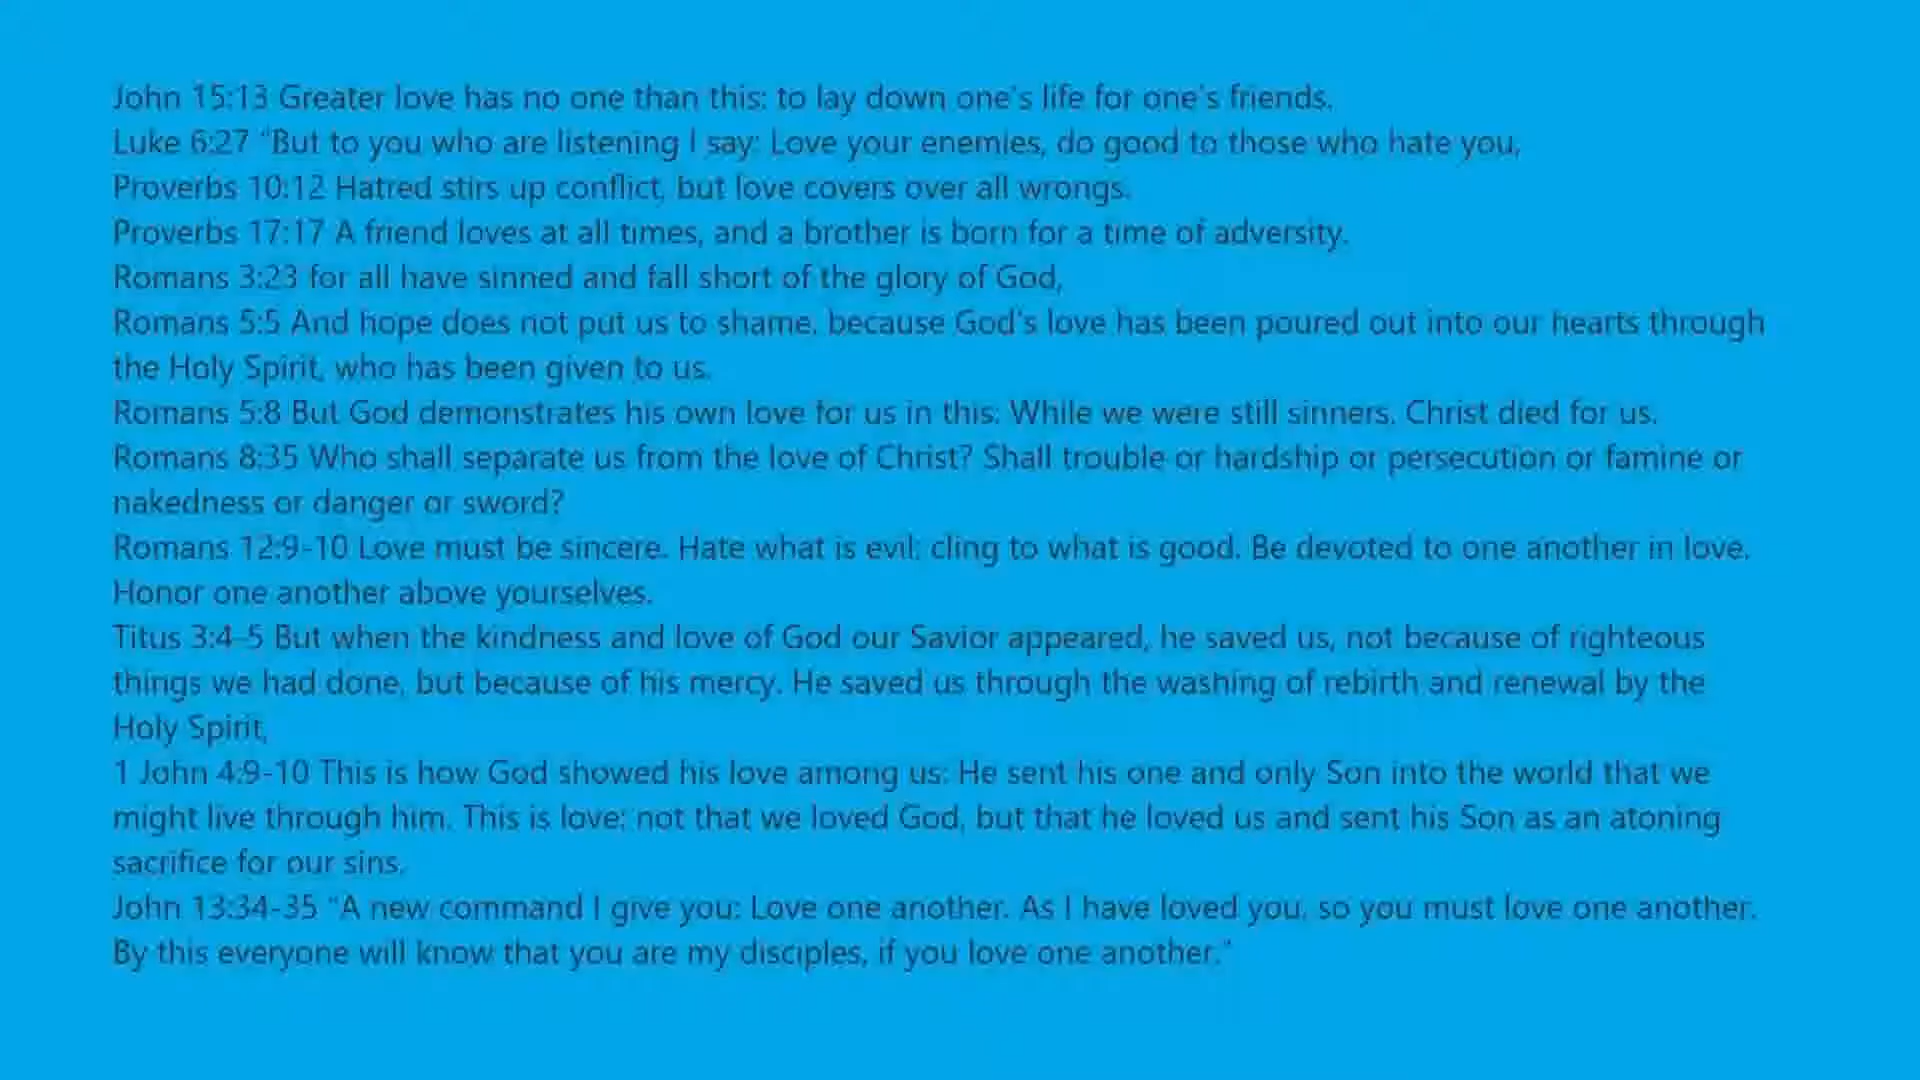 John 15:13 Greater love has no one than this: to lay down one's life for one's friends.
Luke 6:27 "But to you who are listening I say: Love your enemies, do good to those who hate you,
Proverbs 10:12 Hatred stirs up conflict, but love covers over all wrongs.
Proverbs 17:17 A friend loves at all times, and a brother is born for a time of adversity.
Romans 3:23 for all have sinned and fall short of the glory of God,
Romans 5:5 And hope does not put us to shame, because God's love has been poured out into our hearts through
the Holy Spirit, who has been given to us.
Romans 5:8 But God demonstrates his own love for us in this: While we were still sinners, Christ died for us.
Romans 8:35 Who shall separate us from the love of Christ? Shall trouble or hardship or persecution or famine or
nakedness or danger or sword?
Romans 12:9-10 Love must be sincere. Hate what is evil; cling to what is good. Be devoted to one another in love.
Honor one another above yourselves.
Titus 3:4-5 But when the kindness and love of God our Savior appeared, he saved us, not because of righteous
things we had done, but because of his mercy. He saved us through the washing of rebirth and renewal by the
Holy Spirit,
1 John 4:9-10 This is how God showed his love among us: He sent his one and only Son into the world that we
might live through him. This is love: not that we loved God, but that he loved us and sent his Son as an atoning
sacrifice for our sins.
John 13:34-35 "A new command I give you: Love one another. As I have loved you, so you must love one another.
By this everyone will know that you are my disciples, if you love one another."